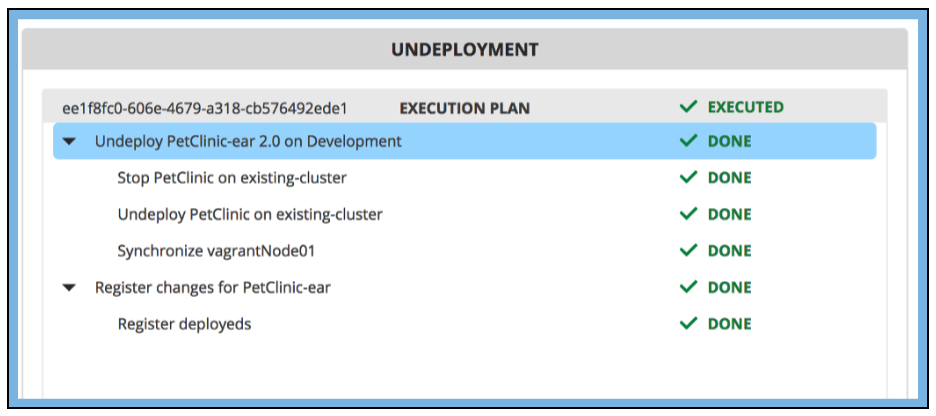 UNDEPLOYMENT
ee1f8fc0-606e-4679-a318-cb576492ede1 EXECUTION PLAN EXECUTED
Undeploy PetClinic-ear 2.0 on Development DONE
Stop PetClinic on existing-cluster DONE
Undeploy PetClinic on existing-cluster DONE
Synchronize vagrantNode01 DONE
Register changes for PetClinic-ear DONE
Register deployeds DONE